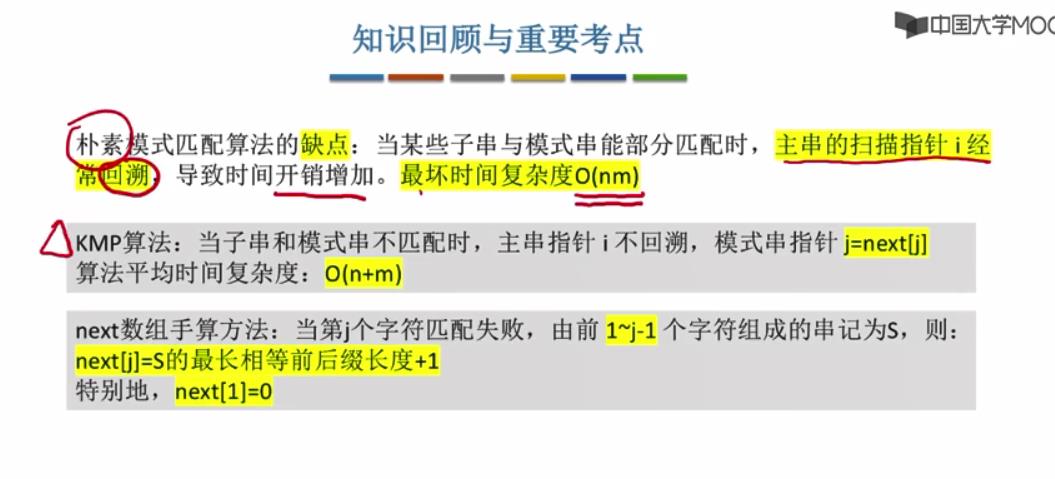 中国大学MOO
知识回顾与重要考点
朴素模式匹配算法的缺点：当某些子串与模式串能部分匹配时，主串的扫描指针 i 经
常回溯，导致时间开销增加。最坏时间复杂度O(nm)
KMP算法：当子串和模式串不匹配时，主串指针 i 不回溯，模式串指针 j=next[j]
算法平均时间复杂度：O(n+m)
next数组手算方法：当第j个字符匹配失败，由前 1~j-1 个字符组成的串记为S，则：
next[j]=S的最长相等前后缀长度+1
特别地，next[1]=0